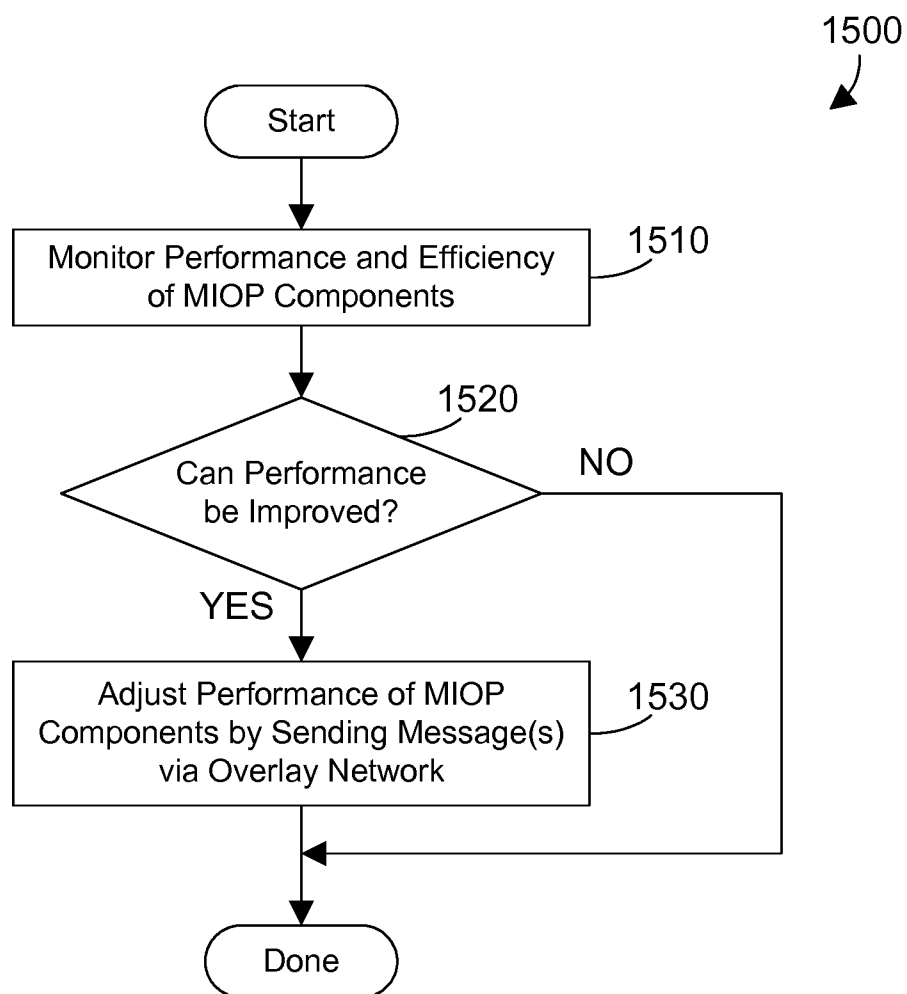 1500
Start
Monitor Performance and Efficiency
of MIOP Components
1510
1520
Can Performance
be Improved?
NO
YES
Adjust Performance of MIOP
Components by Sending Message(s)
via Overlay Network
1530
Done